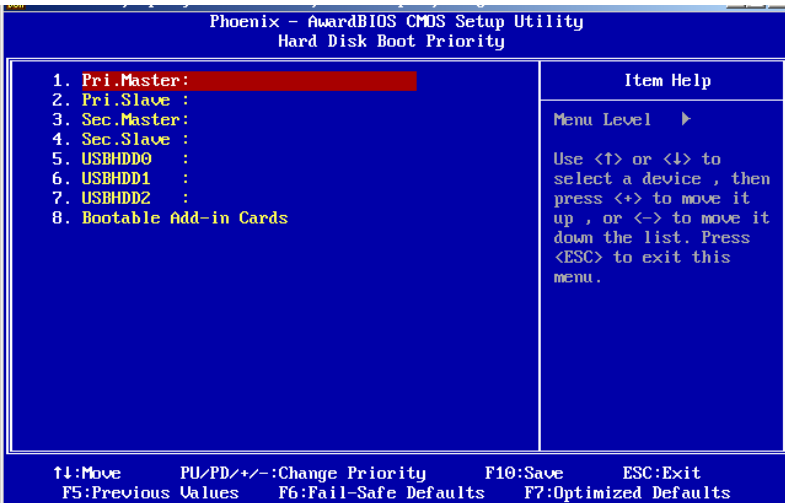 Phoenix - AwardBIOS CMOS Setup Utility
Hard Disk Boot Priority
1. Pri.Master:
2. Pri.Slave :
3. Sec.Master:
4. Sec.Slave :
5. USBHDD0 :
6. USBHDD1 :
7. USBHDD2 :
8. Bootable Add-in Cards
Item Help
Menu Level ▶
Use <↑> or <↓> to
select a device , then
press <+> to move it
up , or <-> to move it
down the list. Press
<ESC> to exit this
menu.
↑↓:Move PU/PD/+/-:Change Priority F10:Save ESC:Exit
F5:Previous Values F6:Fail-Safe Defaults F7:Optimized Defaults